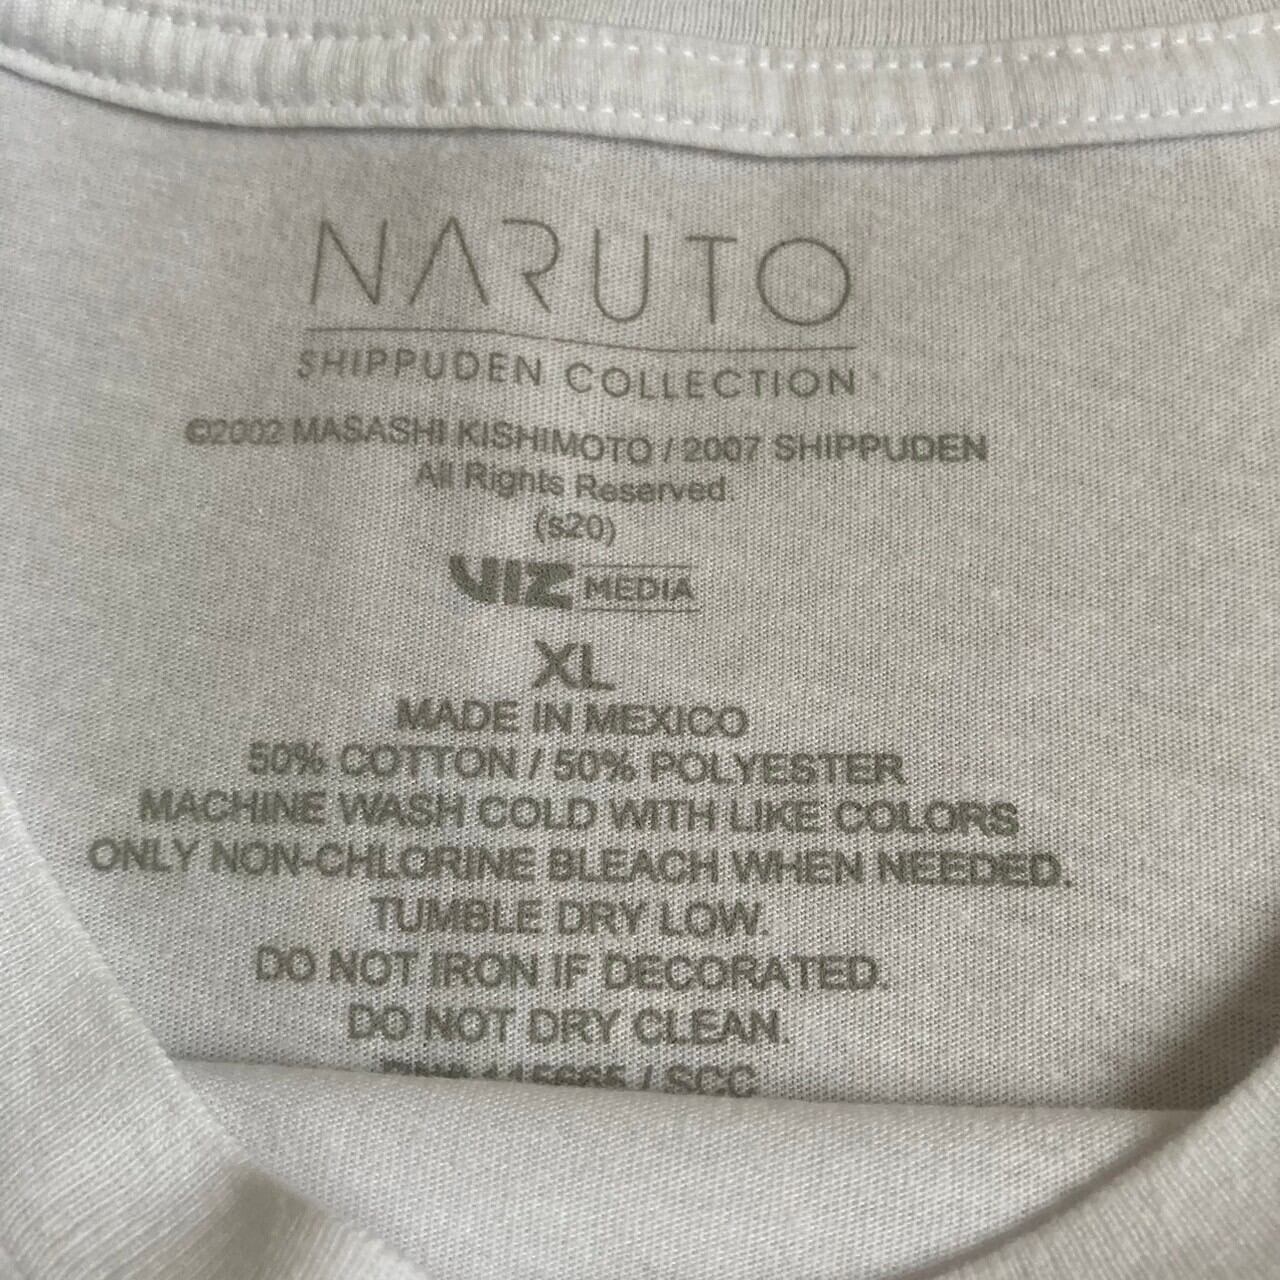 NARUTO
SHIPPUDEN COLLECTION
©2002 MASASHI KISHIMOTO / 2007 SHIPPUDEN
All Rights Reserved.
(s20)
VIZ MEDIA
XL
MADE IN MEXICO
50% COTTON / 50% POLYESTER
MACHINE WASH COLD WITH LIKE COLORS
ONLY NON-CHLORINE BLEACH WHEN NEEDED.
TUMBLE DRY LOW.
DO NOT IRON IF DECORATED.
DO NOT DRY CLEAN.
/ SCC